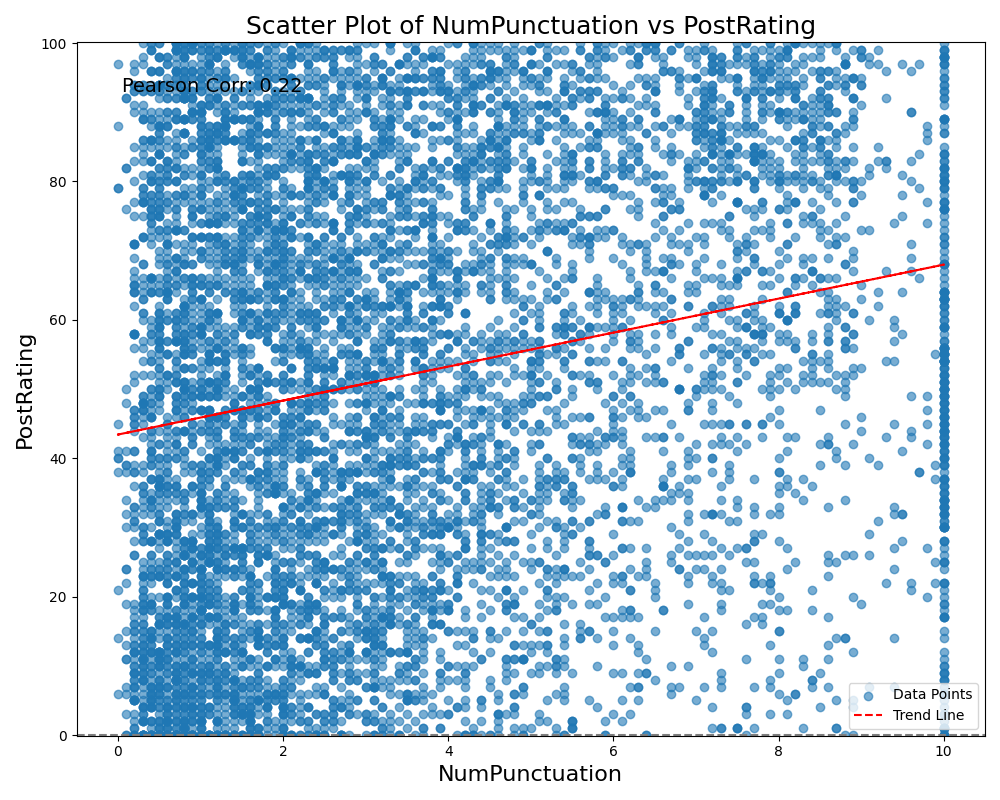 Scatter Plot of NumPunctuation vs PostRating
Pearson Corr: 0.22
100
80
60
40
20
0
PostRating
0 2 4 6 8 10
NumPunctuation
Data Points
Trend Line